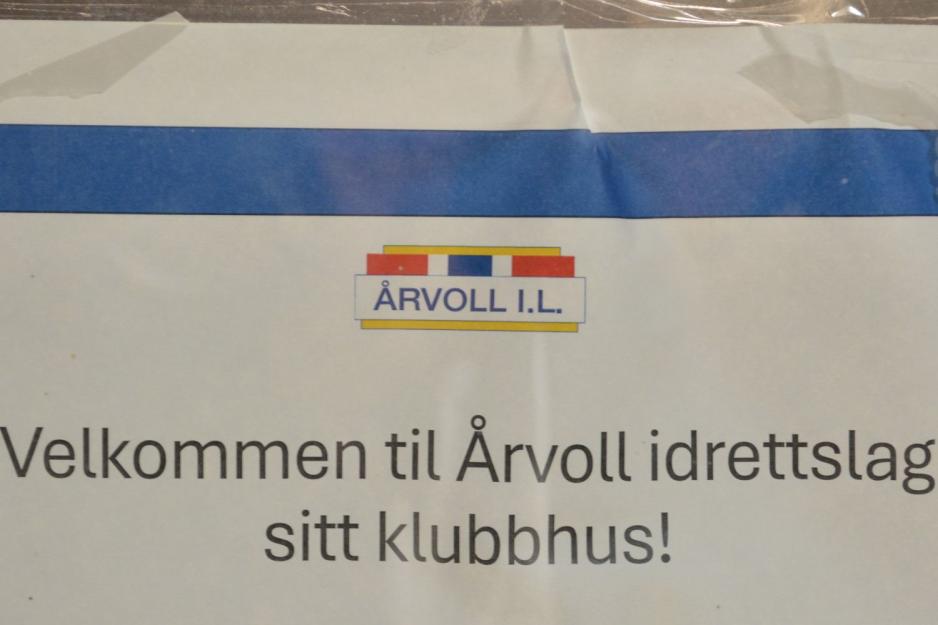 ÅRVOLL I.L.
Velkommen til Årvoll idrettslag
sitt klubbhus!